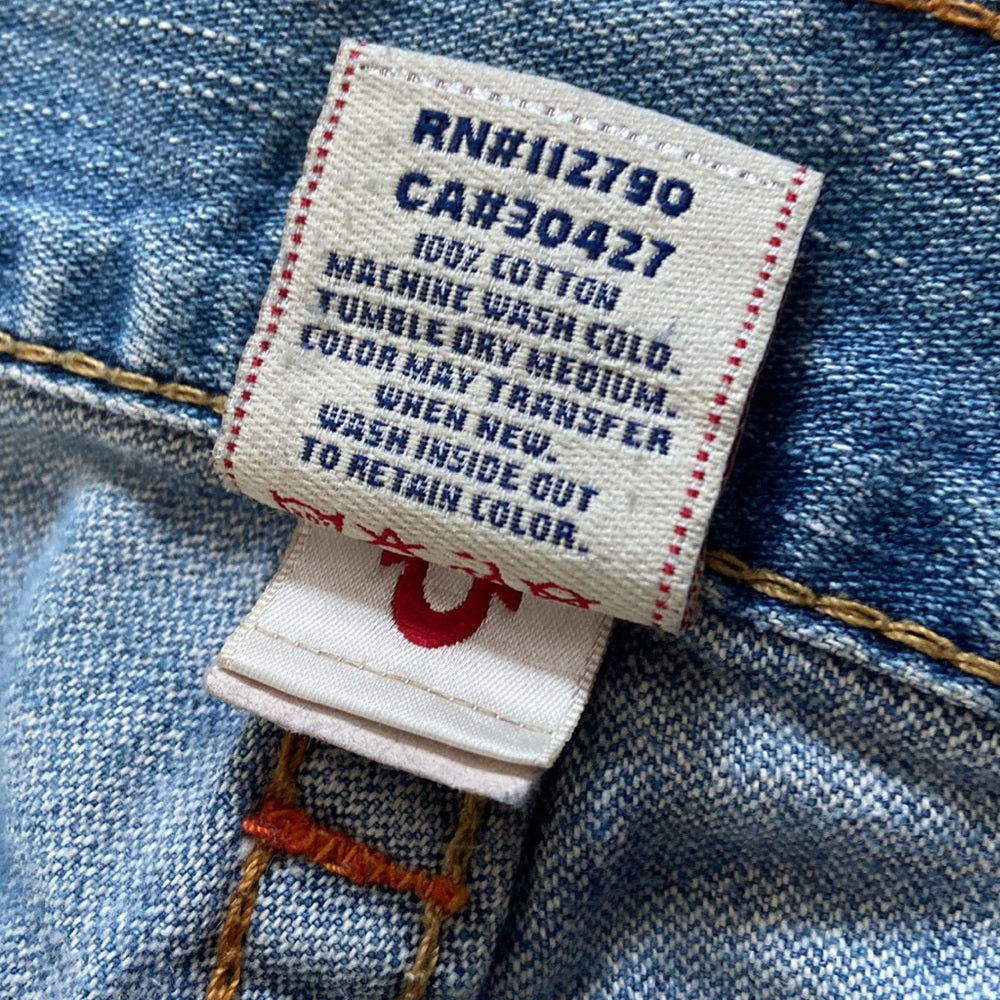 RN#112790
CA#30427
100% COTTON
MACHINE WASH COLD.
TUMBLE DRY MEDIUM.
COLOR MAY TRANSFER
WHEN NEW.
WASH INSIDE OUT
TO RETAIN COLOR.